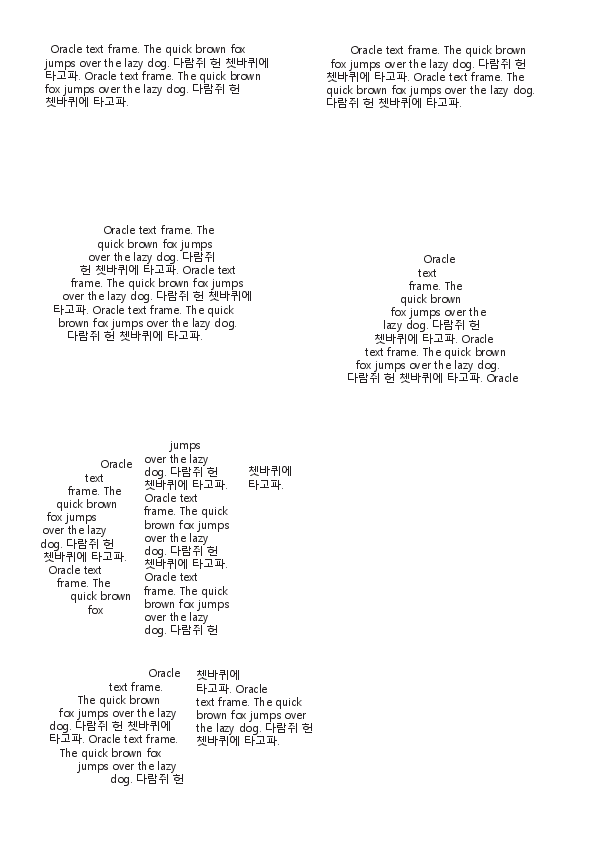 Oracle text frame. The quick brown fox
jumps over the lazy dog. 다람쥐 헌 쳇바퀴에
타고파. Oracle text frame. The quick brown
fox jumps over the lazy dog. 다람쥐 헌
쳇바퀴에 타고파.
Oracle text frame. The quick brown
fox jumps over the lazy dog. 다람쥐 헌
쳇바퀴에 타고파. Oracle text frame. The
quick brown fox jumps over the lazy dog.
다람쥐 헌 쳇바퀴에 타고파.
Oracle text frame. The
quick brown fox jumps
over the lazy dog. 다람쥐
헌 쳇바퀴에 타고파. Oracle text
frame. The quick brown fox jumps
over the lazy dog. 다람쥐 헌 쳇바퀴에
타고파. Oracle text frame. The quick
brown fox jumps over the lazy dog.
다람쥐 헌 쳇바퀴에 타고파.
Oracle
text
frame. The
quick brown
fox jumps over the
lazy dog. 다람쥐 헌
쳇바퀴에 타고파. Oracle
text frame. The quick brown
fox jumps over the lazy dog.
다람쥐 헌 쳇바퀴에 타고파. Oracle
Oracle
text
frame. The
quick brown
fox jumps
over the lazy
dog. 다람쥐 헌
쳇바퀴에 타고파.
Oracle text
frame. The
quick brown
fox
jumps
over the lazy
dog. 다람쥐 헌
쳇바퀴에 타고파.
Oracle text
frame. The quick
brown fox jumps
over the lazy
dog. 다람쥐 헌
쳇바퀴에 타고파.
Oracle text
frame. The quick
brown fox jumps
over the lazy
dog. 다람쥐 헌
쳇바퀴에
타고파.
Oracle
text frame.
The quick brown
fox jumps over the lazy
dog. 다람쥐 헌 쳇바퀴에
타고파. Oracle text frame.
The quick brown fox
jumps over the lazy
dog. 다람쥐 헌
쳇바퀴에
타고파. Oracle
text frame. The quick
brown fox jumps over
the lazy dog. 다람쥐 헌
쳇바퀴에 타고파.